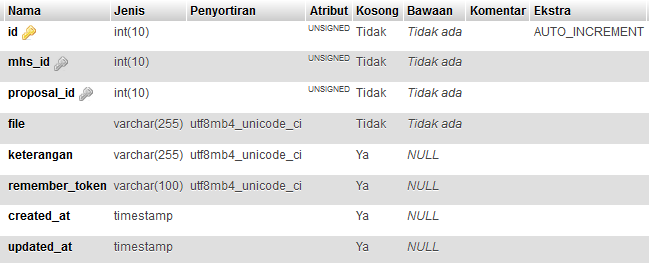 Nama Jenis Penyortiran Atribut Kosong Bawaan Komentar Ekstra
id int(10) UNSIGNED Tidak Tidak ada AUTO_INCREMENT
mhs_id int(10) UNSIGNED Tidak Tidak ada
proposal_id int(10) UNSIGNED Tidak Tidak ada
file varchar(255) utf8mb4_unicode_ci Tidak Tidak ada
keterangan varchar(255) utf8mb4_unicode_ci Ya NULL
remember_token varchar(100) utf8mb4_unicode_ci Ya NULL
created_at timestamp Ya NULL
updated_at timestamp Ya NULL